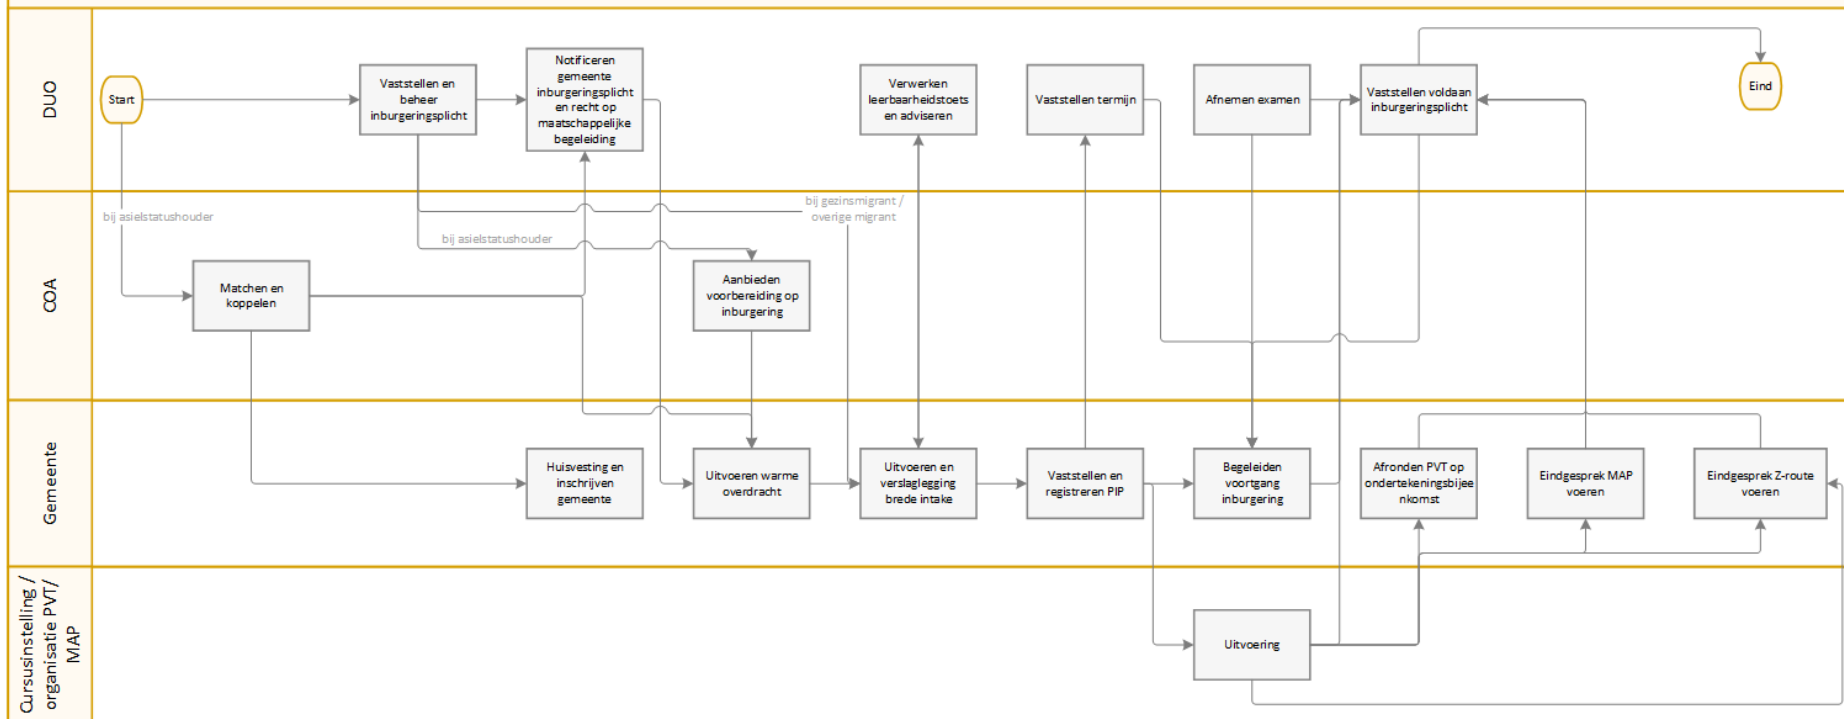 DUO
Start
Vaststellen en
beheer
inburgeringsplicht
Notificeren
gemeente
inburgeringsplicht
en recht op
maatschappelijke
begeleiding
Verwerken
leerbaarheidstoets
en adviseren
Vaststellen termijn
Afnemen examen
Vaststellen voldaan
inburgeringsplicht
Eind
COA
bij asielstatushouder
bij gezinsmigrant /
overige migrant
bij asielstatushouder
Matchen en
koppelen
Aanbieden
voorbereiding op
inburgering
Gemeente
Huisvesting en
inschrijven
gemeente
Uitvoeren warme
overdracht
Uitvoeren en
verslaglegging
brede intake
Vaststellen en
registreren PIP
Begeleiden
voortgang
inburgering
Afronden PVT op
ondertekeningsbijee
nkomst
Eindgesprek MAP
voeren
Eindgesprek Z-route
voeren
Cursusinstelling /
organisatie PVT/
MAP
Uitvoering